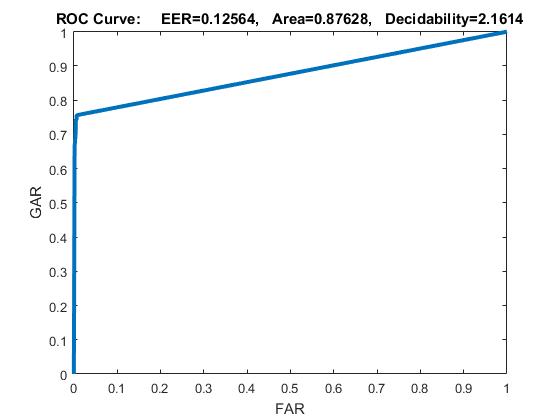 ROC Curve: EER=0.12564, Area=0.87628, Decidability=2.1614
1
0.9
0.8
0.7
0.6
0.5
0.4
0.3
0.2
0.1
0
GAR
0 0.1 0.2 0.3 0.4 0.5 0.6 0.7 0.8 0.9 1
FAR